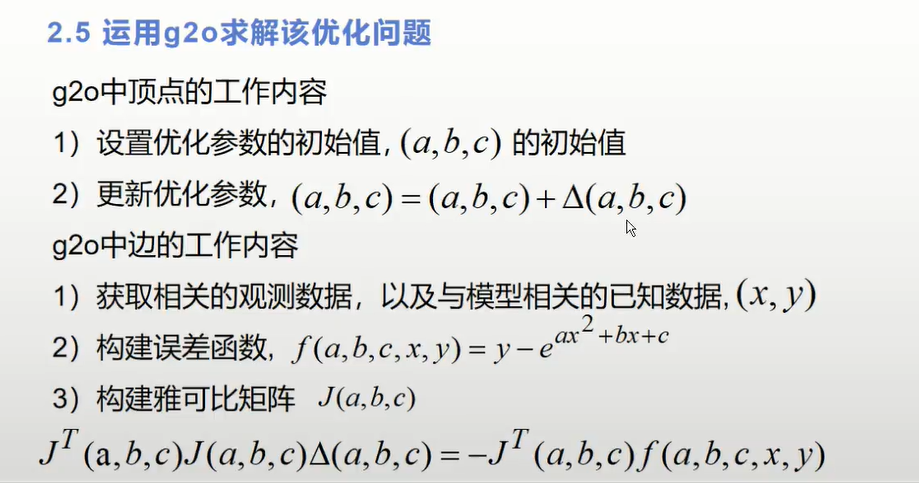 2.5 运用g2o求解该优化问题
g2o中顶点的工作内容
1）设置优化参数的初始值, (a,b,c) 的初始值
2）更新优化参数, (a,b,c)=(a,b,c)+Δ(a,b,c)
g2o中边的工作内容
1）获取相关的观测数据，以及与模型相关的已知数据, (x,y)
2）构建误差函数, f(a,b,c,x,y)=y−e^{ax^2+bx+c}
3）构建雅可比矩阵 J(a,b,c)
J^T(a,b,c)J(a,b,c)Δ(a,b,c)=−J^T(a,b,c)f(a,b,c,x,y)